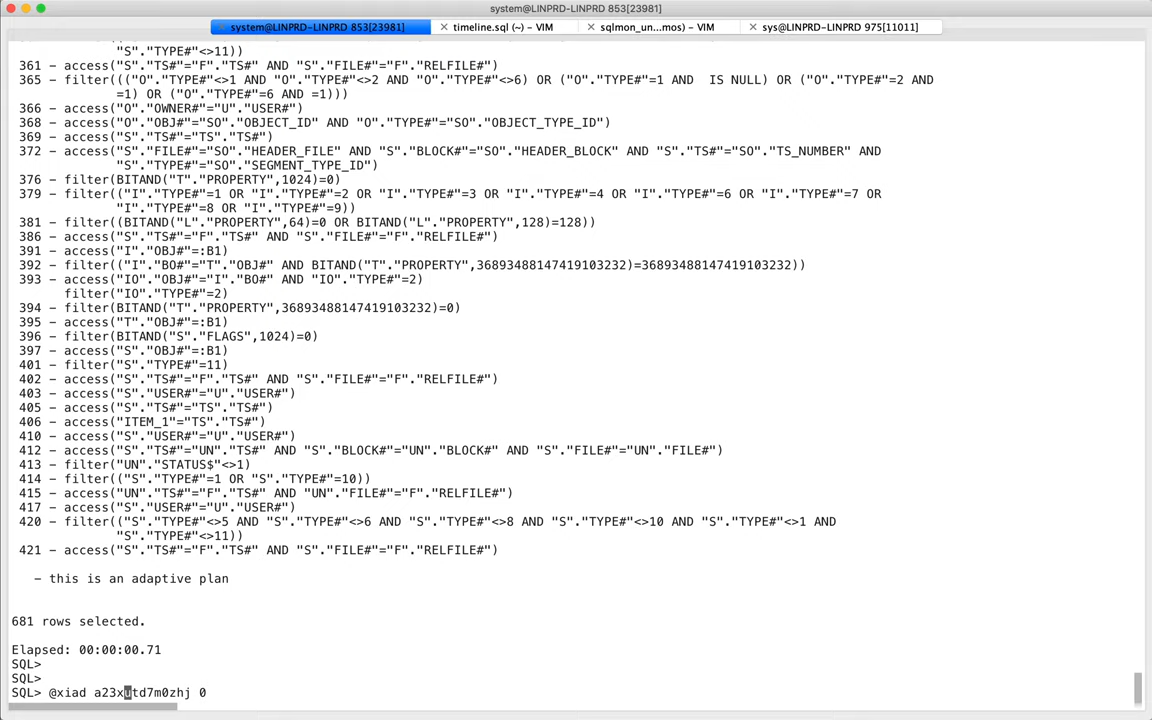 system@LINPRD-LINPRD 853[23981]
system@LINPRD-LINPRD 853[23981]
timeline.sql (~) – VIM
sqlmon_un...mos) – VIM
sys@LINPRD-LINPRD 975[11011]
"S"."TYPE#"<>11))
361 - access("S"."TS#"="F"."TS#" AND "S"."FILE#"="F"."RELFILE#")
365 - filter((("O"."TYPE#"<>1 AND "O"."TYPE#"<>2 AND "O"."TYPE#"<>6) OR ("O"."TYPE#"=1 AND  IS NULL) OR ("O"."TYPE#"=2 AND
=1) OR ("O"."TYPE#"=6 AND =1)))
366 - access("O"."OWNER#"="U"."USER#")
368 - access("O"."OBJ#"="SO"."OBJECT_ID" AND "O"."TYPE#"="SO"."OBJECT_TYPE_ID")
369 - access("S"."TS#"="TS"."TS#")
372 - access("S"."FILE#"="SO"."HEADER_FILE" AND "S"."BLOCK#"="SO"."HEADER_BLOCK" AND "S"."TS#"="SO"."TS_NUMBER" AND
"S"."TYPE#"="SO"."SEGMENT_TYPE_ID")
376 - filter(BITAND("T"."PROPERTY",1024)=0)
379 - filter(("I"."TYPE#"=1 OR "I"."TYPE#"=2 OR "I"."TYPE#"=3 OR "I"."TYPE#"=4 OR "I"."TYPE#"=6 OR "I"."TYPE#"=7 OR
"I"."TYPE#"=8 OR "I"."TYPE#"=9))
381 - filter((BITAND("L"."PROPERTY",64)=0 OR BITAND("L"."PROPERTY",128)=128))
386 - access("S"."TS#"="F"."TS#" AND "S"."FILE#"="F"."RELFILE#")
391 - access("I"."OBJ#"=:B1)
392 - filter(("I"."BO#"="T"."OBJ#" AND BITAND("T"."PROPERTY",36893488147419103232)=36893488147419103232))
393 - access("IO"."OBJ#"="I"."BO#" AND "IO"."TYPE#"=2)
filter("IO"."TYPE#"=2)
394 - filter(BITAND("T"."PROPERTY",36893488147419103232)=0)
395 - access("T"."OBJ#"=:B1)
396 - filter(BITAND("S"."FLAGS",1024)=0)
397 - access("S"."OBJ#"=:B1)
401 - filter("S"."TYPE#"=11)
402 - access("S"."TS#"="F"."TS#" AND "S"."FILE#"="F"."RELFILE#")
403 - access("S"."USER#"="U"."USER#")
405 - access("S"."TS#"="TS"."TS#")
406 - access("ITEM_1"="TS"."TS#")
410 - access("S"."USER#"="U"."USER#")
412 - access("S"."TS#"="UN"."TS#" AND "S"."BLOCK#"="UN"."BLOCK#" AND "S"."FILE#"="UN"."FILE#")
413 - filter("UN"."STATUS$"<>1)
414 - filter(("S"."TYPE#"=1 OR "S"."TYPE#"=10))
415 - access("UN"."TS#"="F"."TS#" AND "UN"."FILE#"="F"."RELFILE#")
417 - access("S"."USER#"="U"."USER#")
420 - filter(("S"."TYPE#"<>5 AND "S"."TYPE#"<>6 AND "S"."TYPE#"<>8 AND "S"."TYPE#"<>10 AND "S"."TYPE#"<>1 AND
"S"."TYPE#"<>11))
421 - access("S"."TS#"="F"."TS#" AND "S"."FILE#"="F"."RELFILE#")
- this is an adaptive plan
681 rows selected.
Elapsed: 00:00:00.71
SQL>
SQL>
SQL> @xiad a23xutd7m0zhj 0